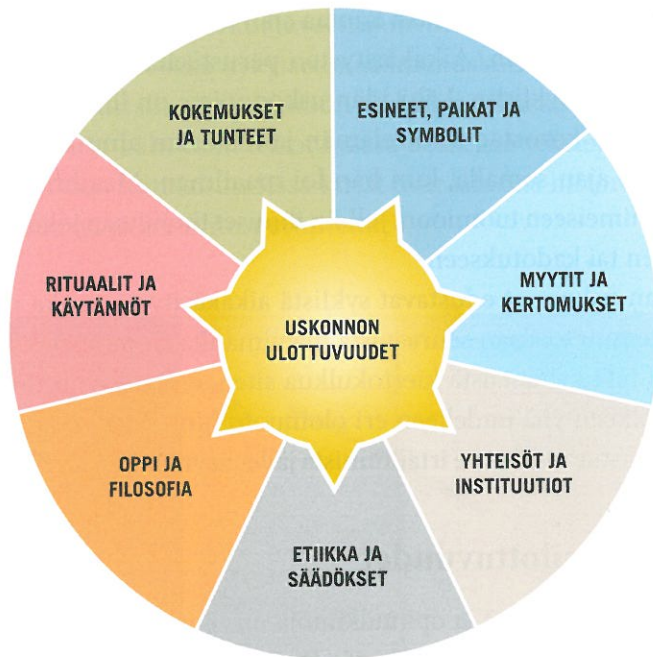 KOKEMUKSET
JA TUNTEET
ESINEET, PAIKAT JA
SYMBOLIT
RITUAALIT JA
KÄYTÄNNÖT
MYYTIT JA
KERTOMUKSET
USKONNON
ULOTTUVUUDET
OPPI JA
FILOSOFIA
YHTEISÖT JA
INSTITUUTIOT
ETIIKKA JA
SÄÄDÖKSET